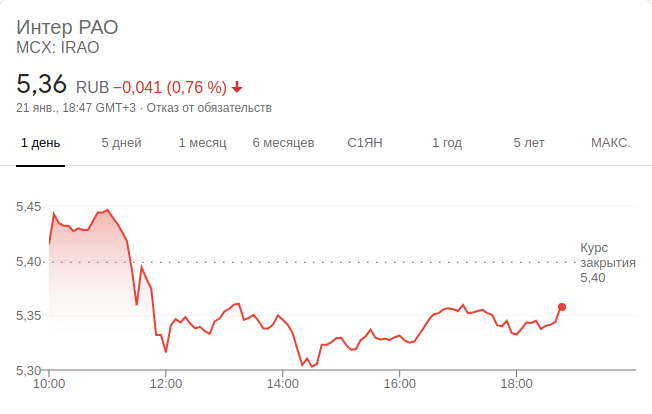 Интер РАО
MCX: IRAO
5,36 RUB −0,041 (0,76 %)
21 янв., 18:47 GMT+3 · Отказ от обязательств
1 день 5 дней 1 месяц 6 месяцев С1ЯН 1 год 5 лет МАКС.
5,45
5,40
5,35
5,30
Курс
закрытия
5,40
10:00 12:00 14:00 16:00 18:00